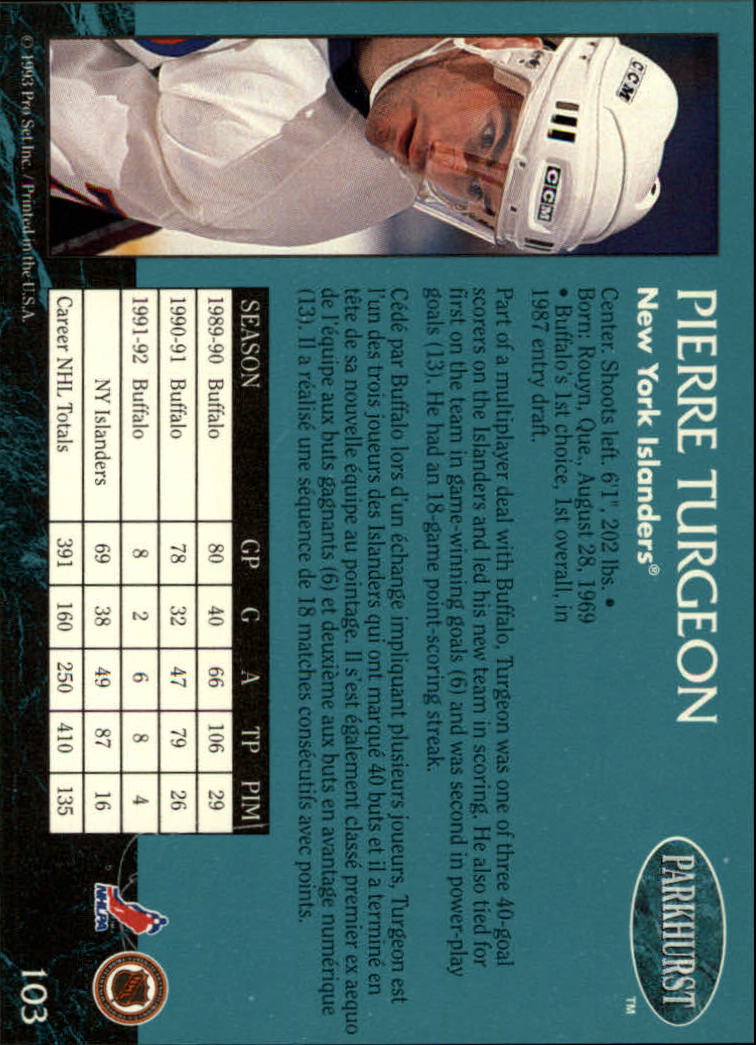 PIERRE TURGEON
New York Islanders®
PARKHURST
TM
Center. Shoots left. 6'1" 202 lbs. •
Born: Rouyn, Que., August 28, 1969
• Buffalo's 1st choice, 1st overall, in
1987 entry draft.
Part of a multiplayer deal with Buffalo, Turgeon was one of three 40-goal
scorers on the Islanders and led his new team in scoring. He also tied for
first on the team in game-winning goals (6) and was second in power-play
goals (13). He had an 18-game point-scoring streak.
Cédé par Buffalo lors d'un échange impliquant plusieurs joueurs, Turgeon est
l'un des trois joueurs des Islanders qui ont marqué 40 buts et il a terminé en
tête de sa nouvelle équipe au pointage. Il s'est également classé premier ex aequo
de l'équipe aux buts gagnants (6) et deuxième aux buts en avantage numérique
(13). Il a réalisé une séquence de 18 matches consécutifs avec points.
CCM
CCM
SEASON GP G A TP PIM
1989-90 Buffalo 80 40 66 106 29
1990-91 Buffalo 78 32 47 79 26
1991-92 Buffalo 8 2 6 8 4
NY Islanders 69 38 49 87 16
Career NHL Totals 391 160 250 410 135
NHLPA
NHL
© 1993 Pro Set Inc. / Printed in the U.S.A.
103